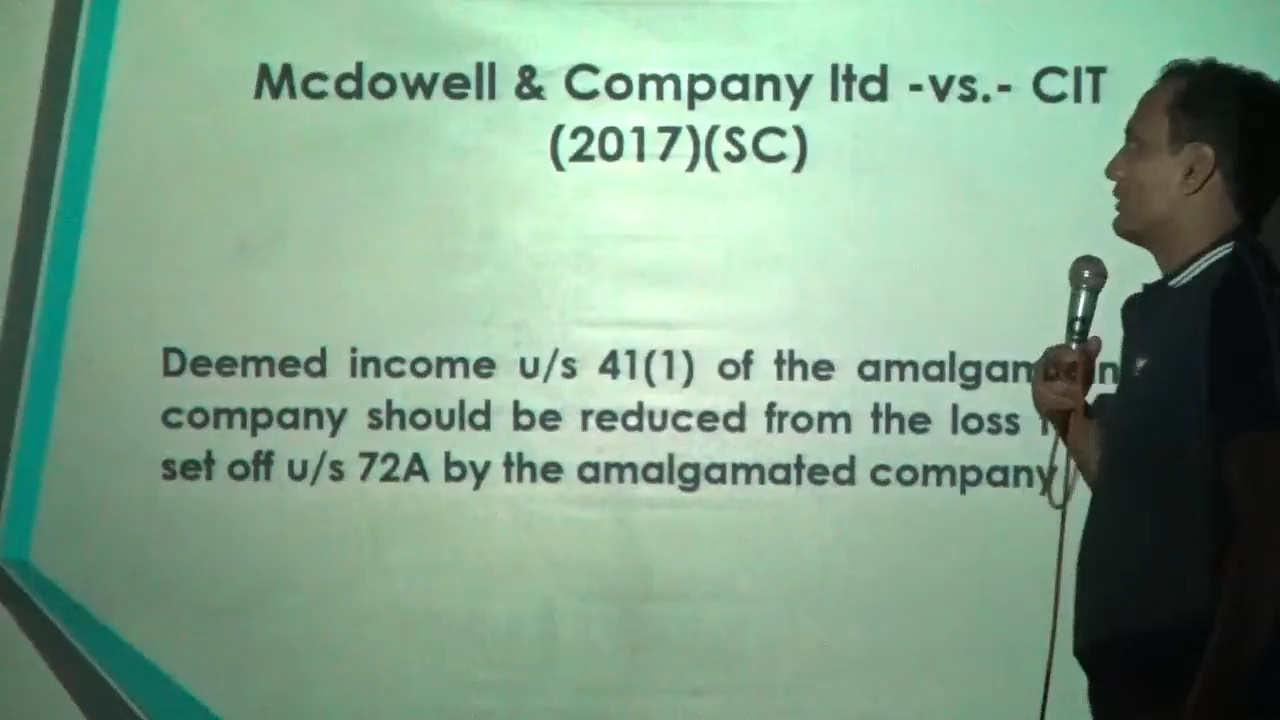 Mcdowell & Company ltd -vs.- CIT
(2017)(SC)
Deemed income u/s 41(1) of the
company should be reduced from the loss
set off u/s 72A by the amalgamated company